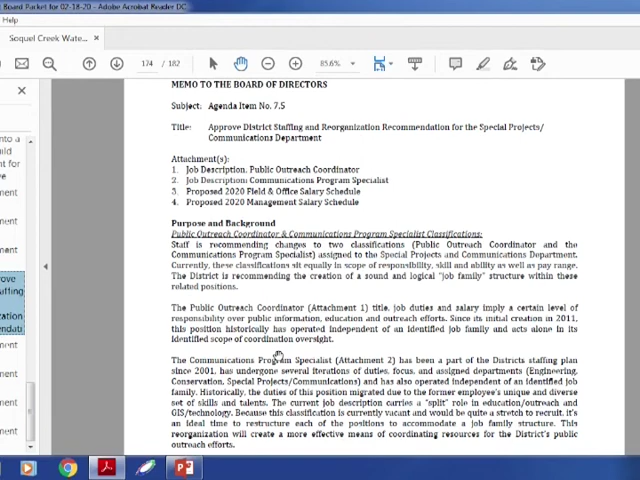 Board Packet for 02-18-20 - Adobe Acrobat Reader DC
Help
Soquel Creek Wate... ×
174 / 182
85.6%
MEMO TO THE BOARD OF DIRECTORS
Subject: Agenda Item No. 7.5
Title: Approve District Staffing and Reorganization Recommendation for the Special Projects/
Communications Department
Attachment(s):
1. Job Description: Public Outreach Coordinator
2. Job Description: Communications Program Specialist
3. Proposed 2020 Field & Office Salary Schedule
4. Proposed 2020 Management Salary Schedule
Purpose and Background
Public Outreach Coordinator & Communications Program Specialist Classifications:
Staff is recommending changes to two classifications (Public Outreach Coordinator and the
Communications Program Specialist) assigned to the Special Projects and Communications Department.
Currently, these classifications sit equally in scope of responsibility, skill and ability as well as pay range.
The District is recommending the creation of a sound and logical "job family" structure within these
related positions.
The Public Outreach Coordinator (Attachment 1) title, job duties and salary imply a certain level of
responsibility over public information, education and outreach efforts. Since its initial creation in 2011,
this position historically has operated independent of an identified job family and acts alone in its
identified scope of coordination oversight.
The Communications Program Specialist (Attachment 2) has been a part of the Districts staffing plan
since 2001, has undergone several iterations of duties, focus, and assigned departments (Engineering,
Conservation, Special Projects/Communications) and has also operated independent of an identified job
family. Historically, the duties of this position migrated due to the former employee's unique and diverse
set of skills and talents. The current job description carries a "split" role in education/outreach and
GIS/technology. Because this classification is currently vacant and would be quite a stretch to recruit, it's
an ideal time to restructure each of the positions to accommodate a job family structure. This
reorganization will create a more effective means of coordinating resources for the District's public
outreach efforts.